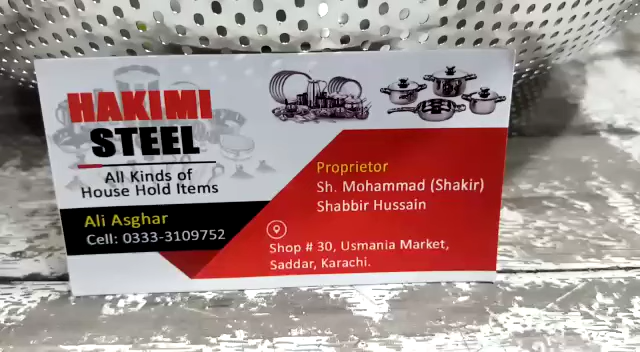 HAKIMI
STEEL
All Kinds of
House Hold Items
Ali Asghar
Cell: 0333-3109752
Proprietor
Sh. Mohammad (Shakir)
Shabbir Hussain
Shop # 30, Usmania Market,
Saddar, Karachi.